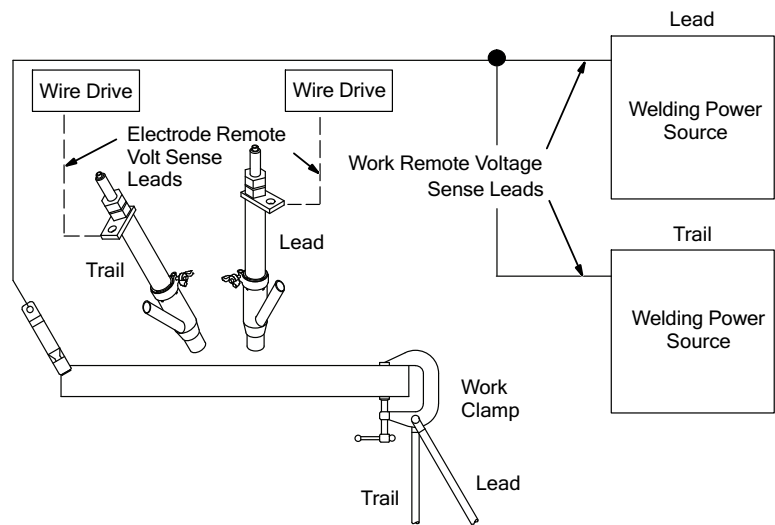 Lead
Wire Drive
Wire Drive
Welding Power
Source
Electrode Remote
Volt Sense
Leads
Work Remote Voltage
Sense Leads
Trail
Lead
Trail
Welding Power
Source
Work
Clamp
Trail
Lead